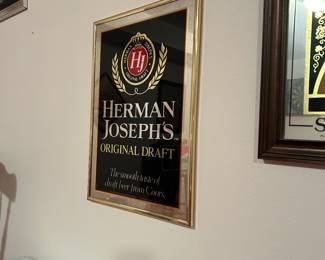 HJ
HERMAN
JOSEPH'S
ORIGINAL DRAFT
The smooth taste of
draft beer from Coors.
S